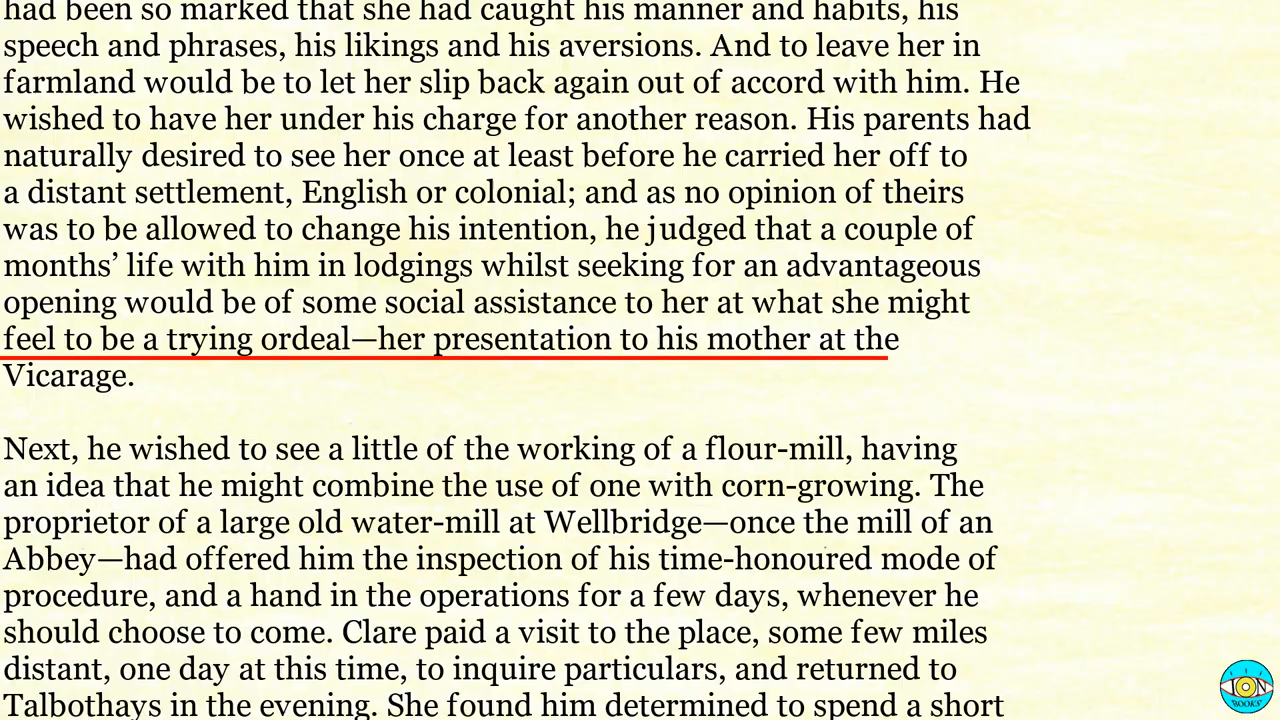 had been so marked that she had caught his manner and habits, his
speech and phrases, his likings and his aversions. And to leave her in
farmland would be to let her slip back again out of accord with him. He
wished to have her under his charge for another reason. His parents had
naturally desired to see her once at least before he carried her off to
a distant settlement, English or colonial; and as no opinion of theirs
was to be allowed to change his intention, he judged that a couple of
months’ life with him in lodgings whilst seeking for an advantageous
opening would be of some social assistance to her at what she might
feel to be a trying ordeal—her presentation to his mother at the
Vicarage.
Next, he wished to see a little of the working of a flour-mill, having
an idea that he might combine the use of one with corn-growing. The
proprietor of a large old water-mill at Wellbridge—once the mill of an
Abbey—had offered him the inspection of his time-honoured mode of
procedure, and a hand in the operations for a few days, whenever he
should choose to come. Clare paid a visit to the place, some few miles
distant, one day at this time, to inquire particulars, and returned to
Talbothays in the evening. She found him determined to spend a short
BOOKS